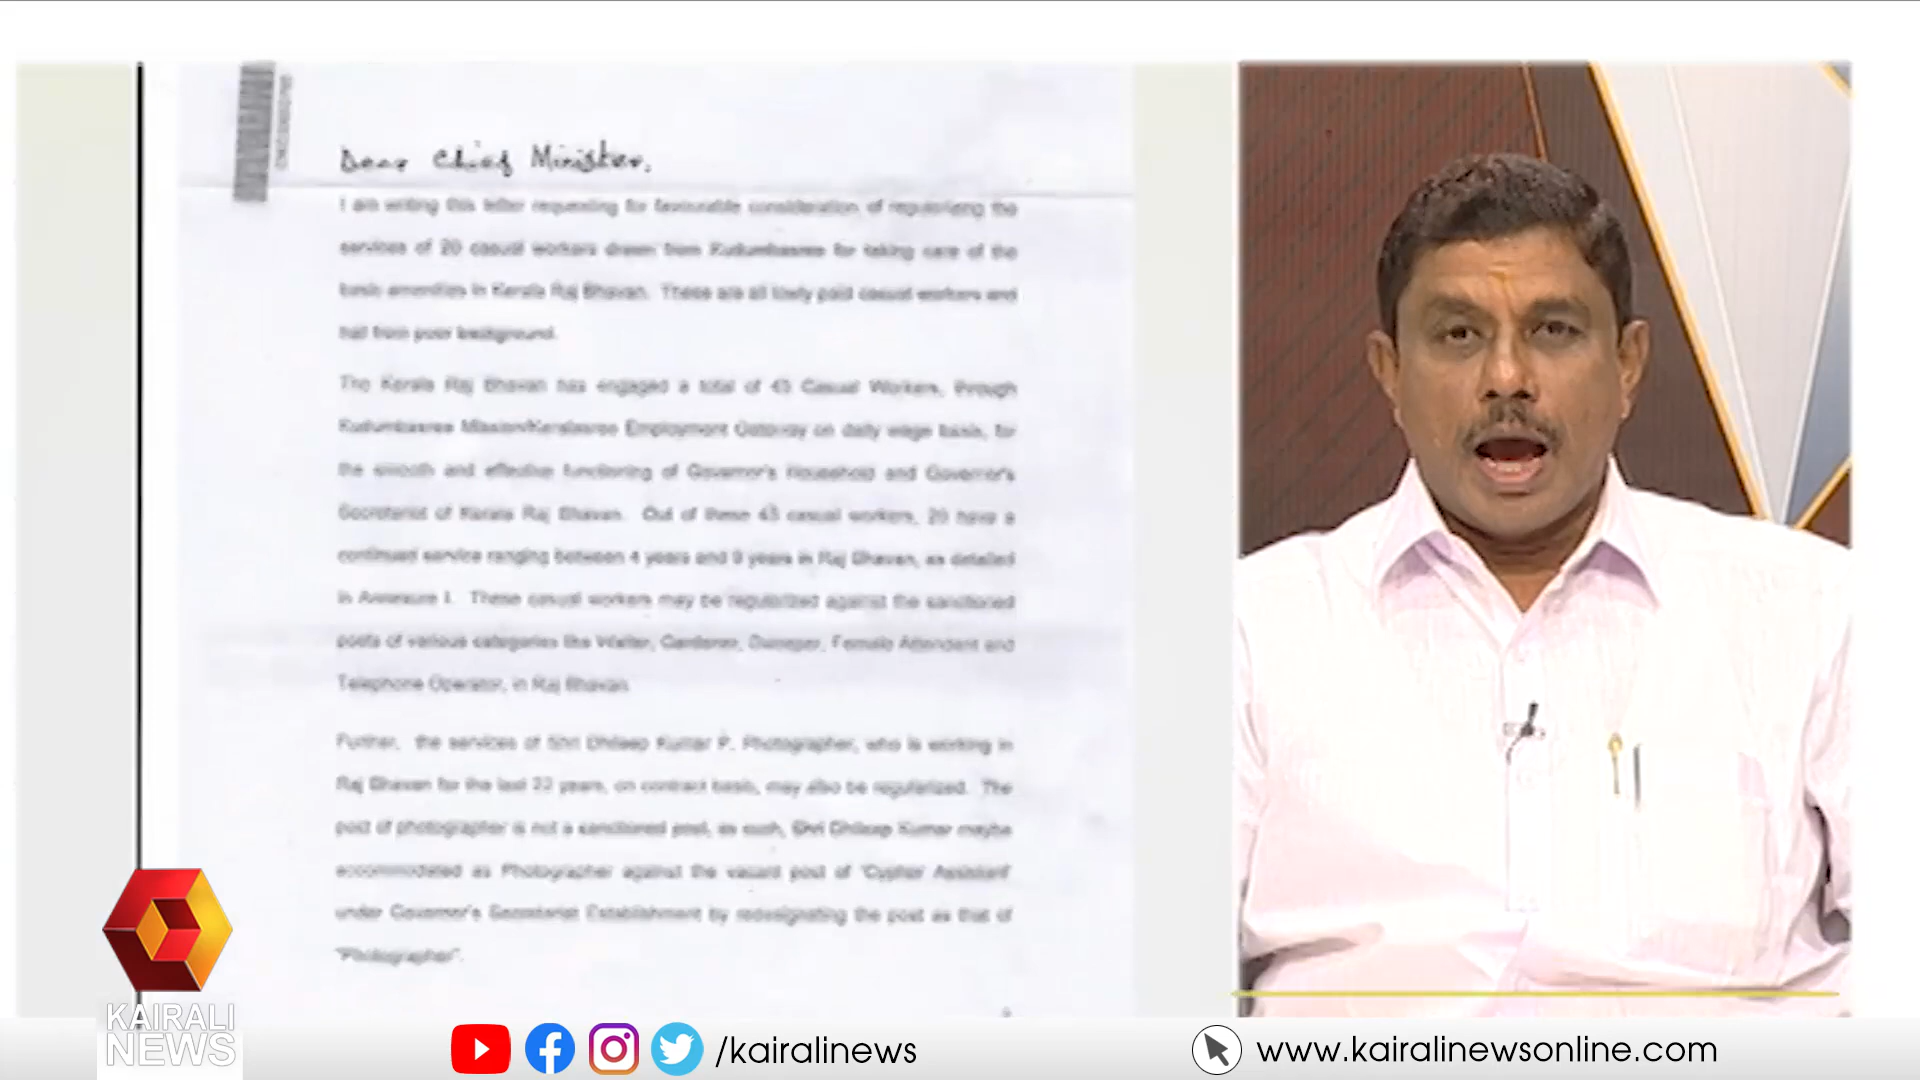 Dear Chief Minister,
I am writing this letter requesting for favourable consideration of regularizing the
services of 20 casual workers drawn from Kudumbasree for taking care of the
basic amenities in Kerala Raj Bhavan. These are all lowly paid casual workers and
hail from poor background.
The Kerala Raj Bhavan has engaged a total of 45 Casual Workers, through
Kudumbasree Mission/Keralasree Employment Gateway on daily wage basis, for
the smooth and effective functioning of Governor's Household and Governor's
Secretariat of Kerala Raj Bhavan. Out of these 45 casual workers, 20 have a
continued service ranging between 4 years and 9 years in Raj Bhavan, as detailed
in Annexure I. These casual workers may be regularized against the sanctioned
posts of various categories like Waiter, Gardener, Sweeper, Female Attendant and
Telephone Operator, in Raj Bhavan.
Further, the services of Shri Dhileep Kumar P. Photographer, who is working in
Raj Bhavan for the last 22 years, on contract basis, may also be regularized. The
post of photographer is not a sanctioned post, as such, Shri Dhileep Kumar maybe
accommodated as Photographer against the vacant post of 'Cypher Assistant'
under Governor's Secretariat Establishment by redesignating the post as that of
"Photographer".
KAIRALI
NEWS
/kairalinews
www.kairalinewsonline.com